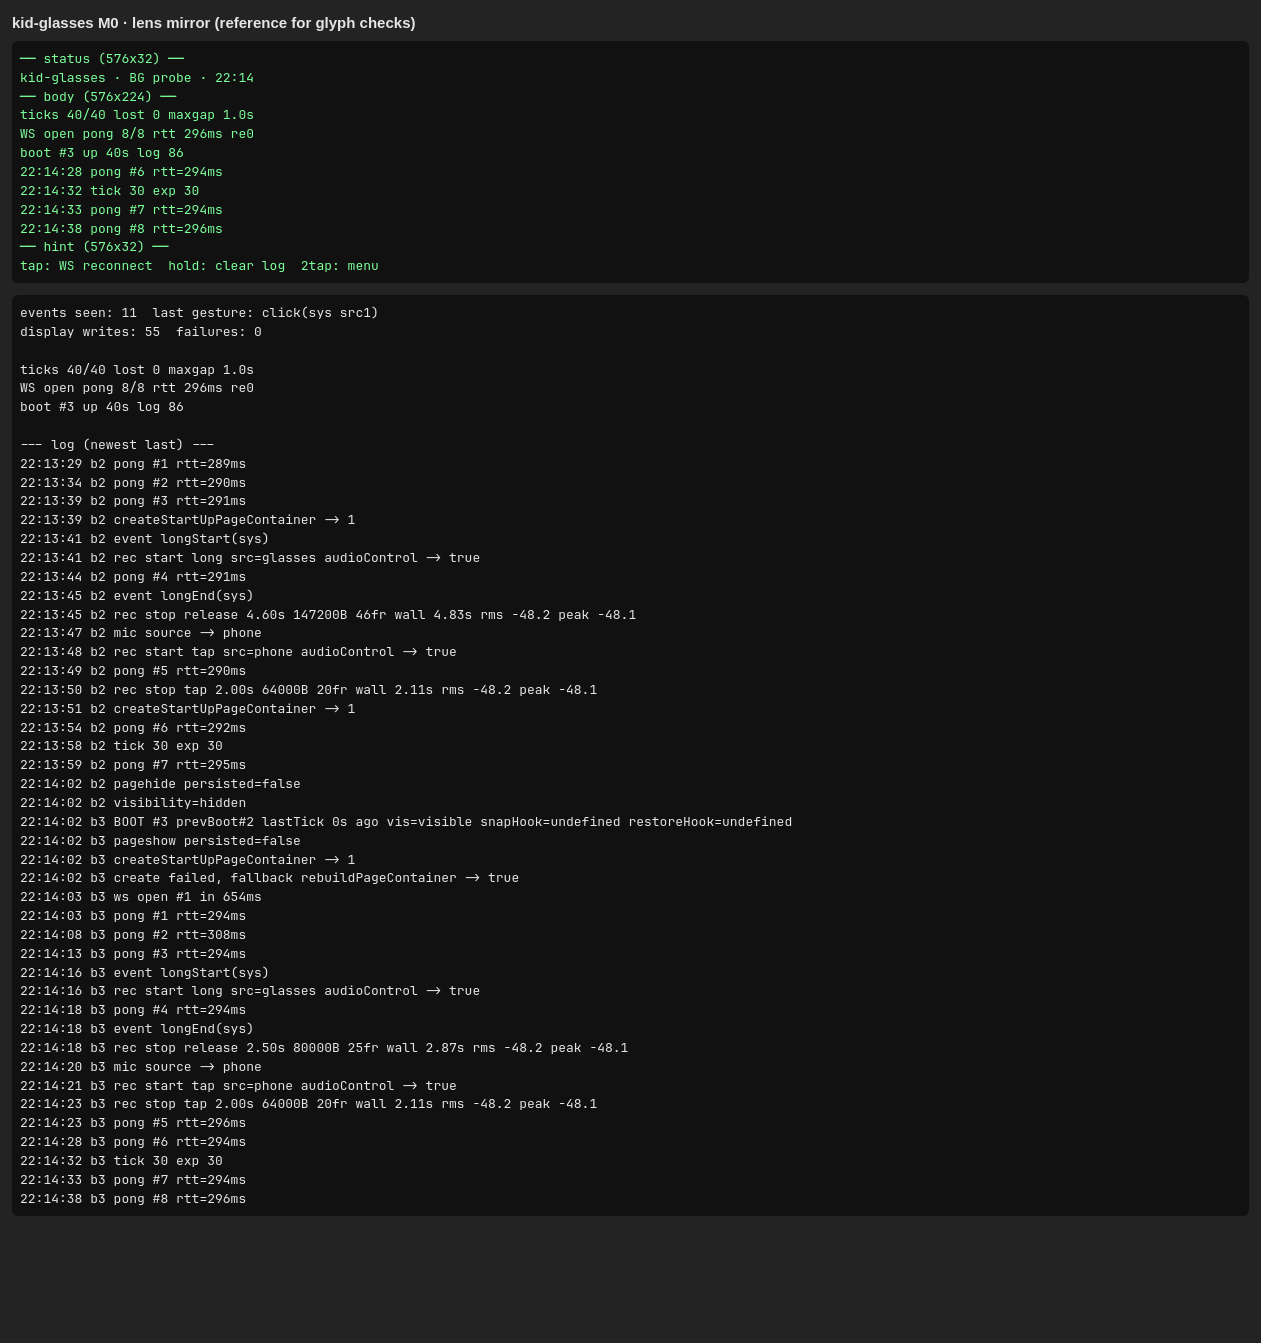 kid-glasses M0 · lens mirror (reference for glyph checks)
── status (576x32) ──
kid-glasses · BG probe · 22:14
── body (576x224) ──
ticks 40/40 lost 0 maxgap 1.0s
WS open pong 8/8 rtt 296ms re0
boot #3 up 40s log 86
22:14:28 pong #6 rtt=294ms
22:14:32 tick 30 exp 30
22:14:33 pong #7 rtt=294ms
22:14:38 pong #8 rtt=296ms
── hint (576x32) ──
tap: WS reconnect  hold: clear log  2tap: menu
events seen: 11  last gesture: click(sys src1)
display writes: 55  failures: 0
ticks 40/40 lost 0 maxgap 1.0s
WS open pong 8/8 rtt 296ms re0
boot #3 up 40s log 86
--- log (newest last) ---
22:13:29 b2 pong #1 rtt=289ms
22:13:34 b2 pong #2 rtt=290ms
22:13:39 b2 pong #3 rtt=291ms
22:13:39 b2 createStartUpPageContainer -> 1
22:13:41 b2 event longStart(sys)
22:13:41 b2 rec start long src=glasses audioControl -> true
22:13:44 b2 pong #4 rtt=291ms
22:13:45 b2 event longEnd(sys)
22:13:45 b2 rec stop release 4.60s 147200B 46fr wall 4.83s rms -48.2 peak -48.1
22:13:47 b2 mic source -> phone
22:13:48 b2 rec start tap src=phone audioControl -> true
22:13:49 b2 pong #5 rtt=290ms
22:13:50 b2 rec stop tap 2.00s 64000B 20fr wall 2.11s rms -48.2 peak -48.1
22:13:51 b2 createStartUpPageContainer -> 1
22:13:54 b2 pong #6 rtt=292ms
22:13:58 b2 tick 30 exp 30
22:13:59 b2 pong #7 rtt=295ms
22:14:02 b2 pagehide persisted=false
22:14:02 b2 visibility=hidden
22:14:02 b3 BOOT #3 prevBoot#2 lastTick 0s ago vis=visible snapHook=undefined restoreHook=undefined
22:14:02 b3 pageshow persisted=false
22:14:02 b3 createStartUpPageContainer -> 1
22:14:02 b3 create failed, fallback rebuildPageContainer -> true
22:14:03 b3 ws open #1 in 654ms
22:14:03 b3 pong #1 rtt=294ms
22:14:08 b3 pong #2 rtt=308ms
22:14:13 b3 pong #3 rtt=294ms
22:14:16 b3 event longStart(sys)
22:14:16 b3 rec start long src=glasses audioControl -> true
22:14:18 b3 pong #4 rtt=294ms
22:14:18 b3 event longEnd(sys)
22:14:18 b3 rec stop release 2.50s 80000B 25fr wall 2.87s rms -48.2 peak -48.1
22:14:20 b3 mic source -> phone
22:14:21 b3 rec start tap src=phone audioControl -> true
22:14:23 b3 rec stop tap 2.00s 64000B 20fr wall 2.11s rms -48.2 peak -48.1
22:14:23 b3 pong #5 rtt=296ms
22:14:28 b3 pong #6 rtt=294ms
22:14:32 b3 tick 30 exp 30
22:14:33 b3 pong #7 rtt=294ms
22:14:38 b3 pong #8 rtt=296ms